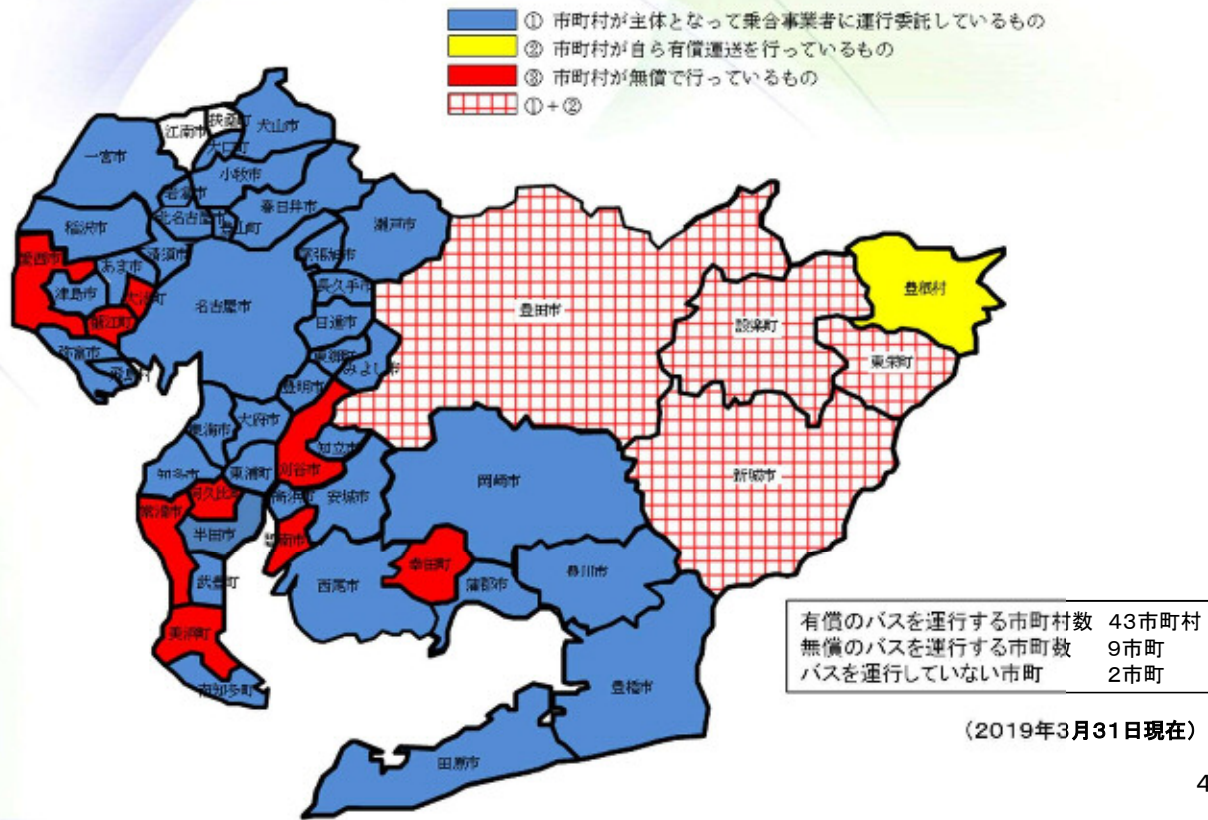 ① 市町村が主体となって乗合事業者に運行委託しているもの
② 市町村が自ら有償運送を行っているもの
③ 市町村が無償で行っているもの
①+②
江南市
扶桑町
犬山市
大口町
一宮市
小牧市
岩倉市
春日井市
北名古屋市
豊山町
稲沢市
瀬戸市
清須市
尾張旭市
愛西市
あま市
津島市
大治町
長久手市
名古屋市
蟹江町
日進市
豊田市
豊根村
設楽町
東栄町
弥富市
飛島村
東郷町
みよし市
豊明市
大府市
東海市
知立市
刈谷市
知多市
東浦町
岡崎市
新城市
阿久比町
高浜市
安城市
常滑市
半田市
碧南市
幸田町
豊川市
西尾市
蒲郡市
武豊町
美浜町
南知多町
豊橋市
田原市
有償のバスを運行する市町村数 43市町村
無償のバスを運行する市町数 9市町
バスを運行していない市町 2市町
(2019年3月31日現在)
4